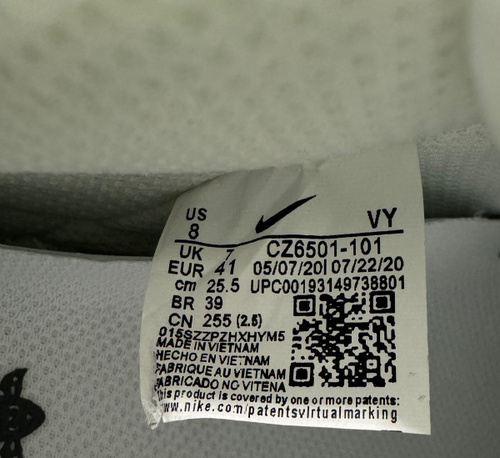 US
8
VY
UK 7 CZ6501-101
EUR 41 05/07/20 07/22/20
cm 25.5 UPC00193149738801
BR 39
CN 255 (2.5)
015SZZPZHXHYM5
MADE IN VIETNAM
HECHO EN VIETNAM
FABRIQUE AU VIETNAM
FABRICADO NO VITENA
this product is covered by one or more patents:
www.nike.com/patentsvirtualmarking